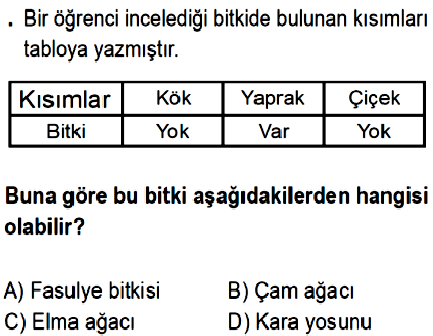 . Bir öğrenci incelediği bitkide bulunan kısımları
tabloya yazmıştır.
Kısımlar Kök Yaprak Çiçek
Bitki Yok Var Yok
Buna göre bu bitki aşağıdakilerden hangisi
olabilir?
A) Fasulye bitkisi B) Çam ağacı
C) Elma ağacı D) Kara yosunu